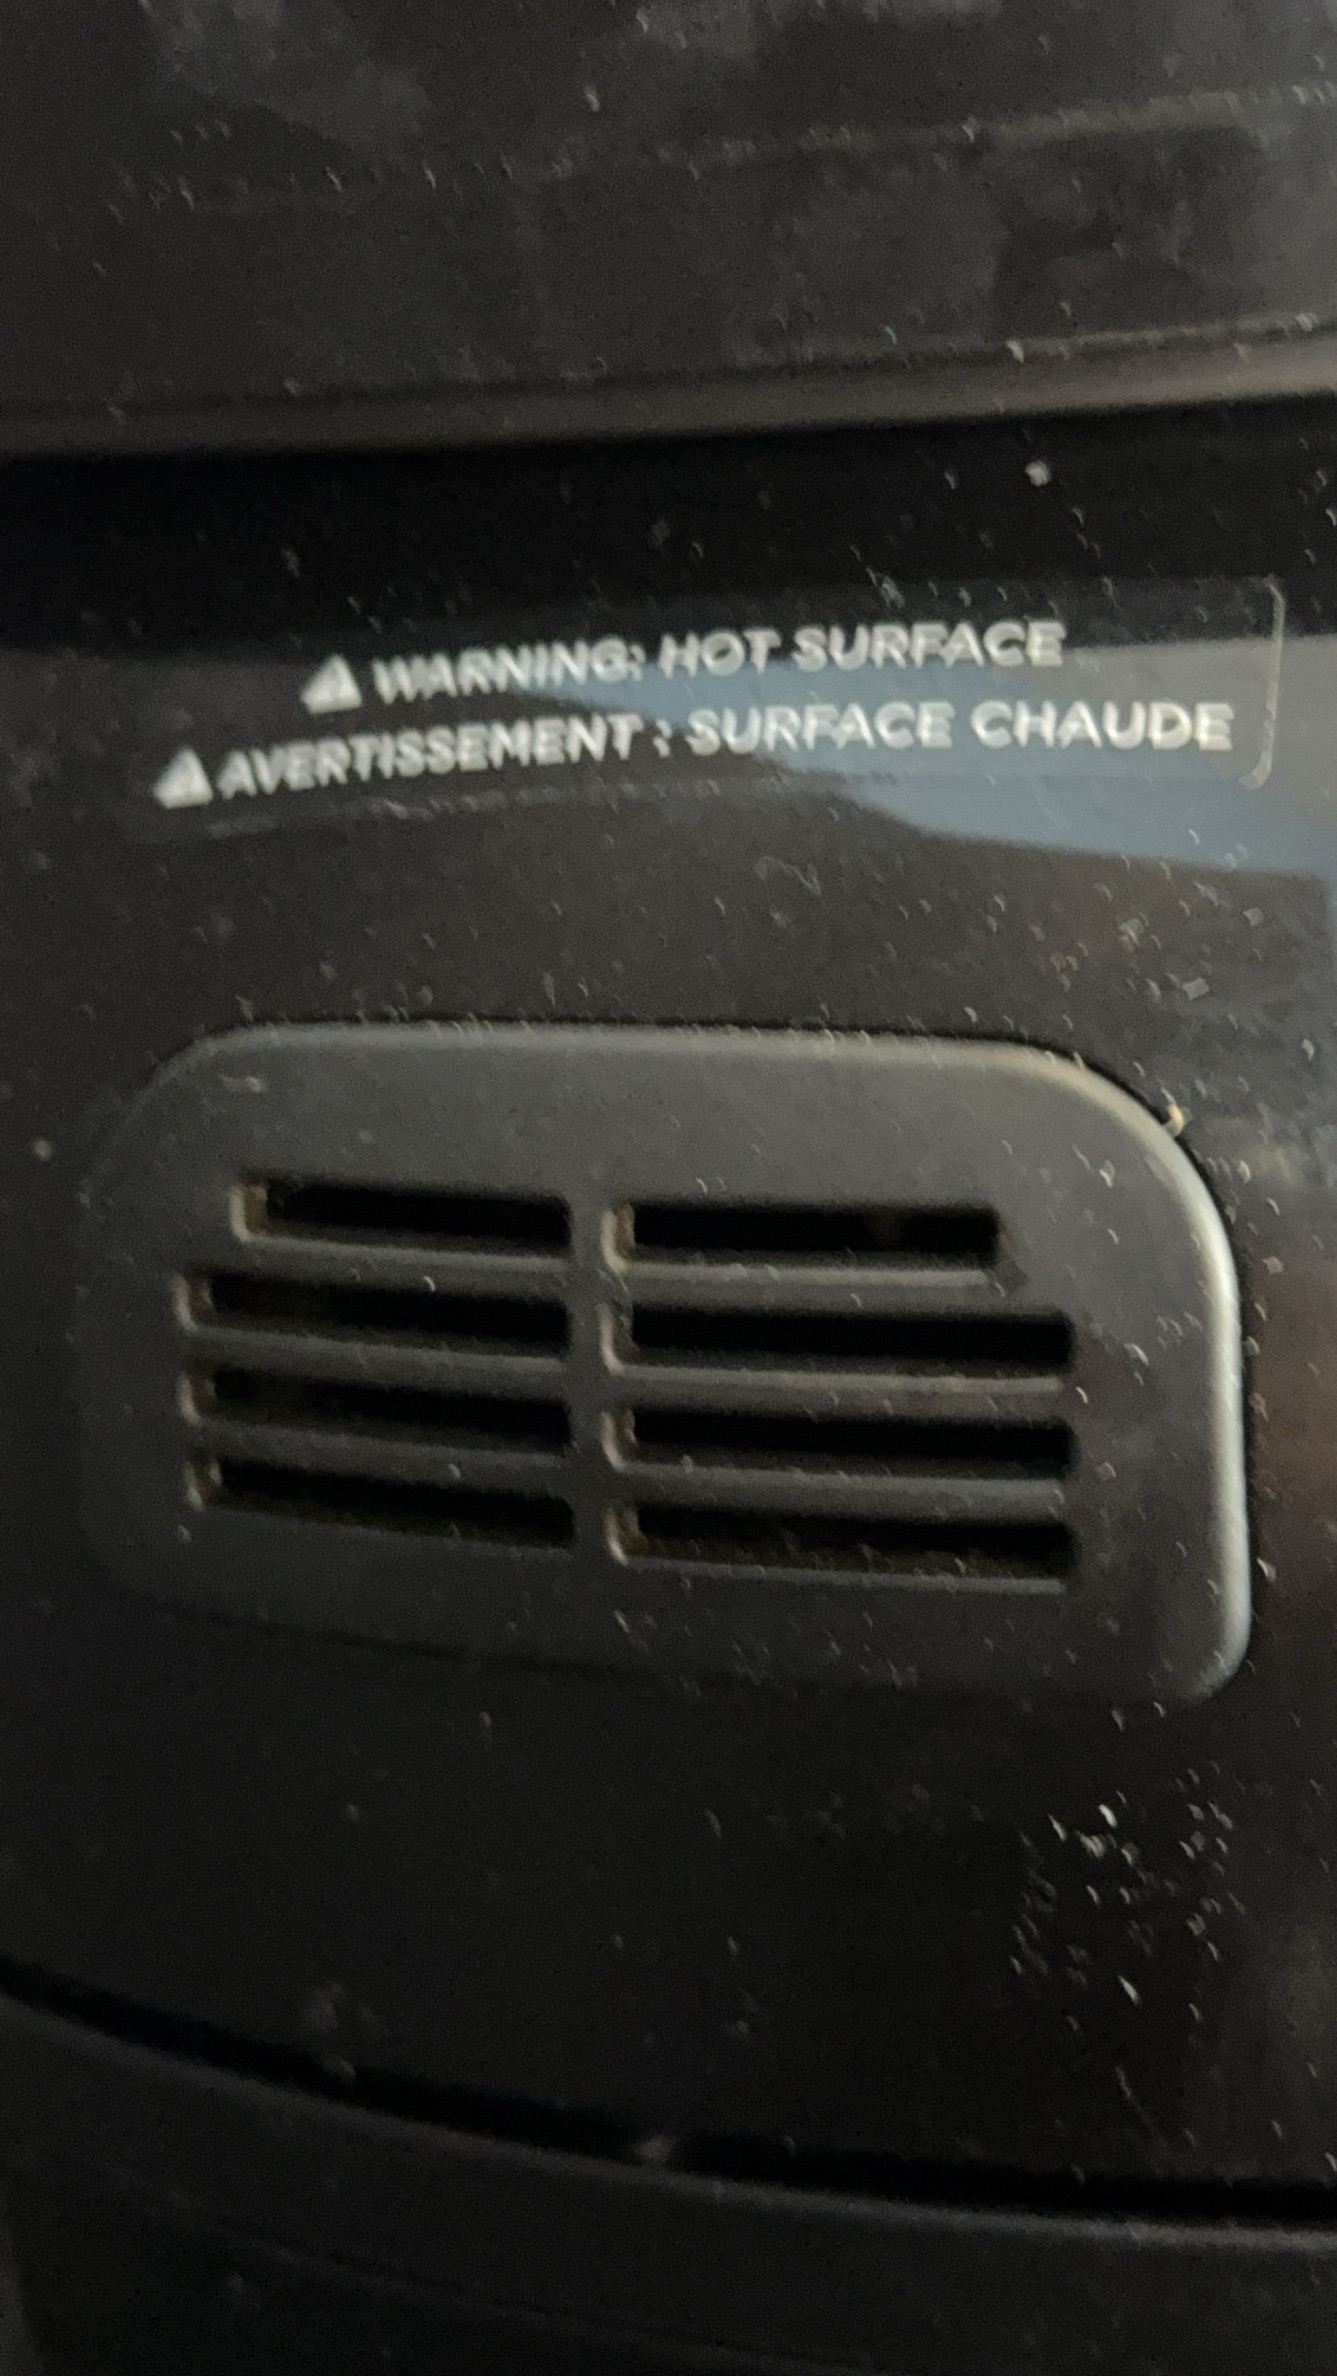 ⚠ WARNING: HOT SURFACE
⚠ AVERTISSEMENT : SURFACE CHAUDE